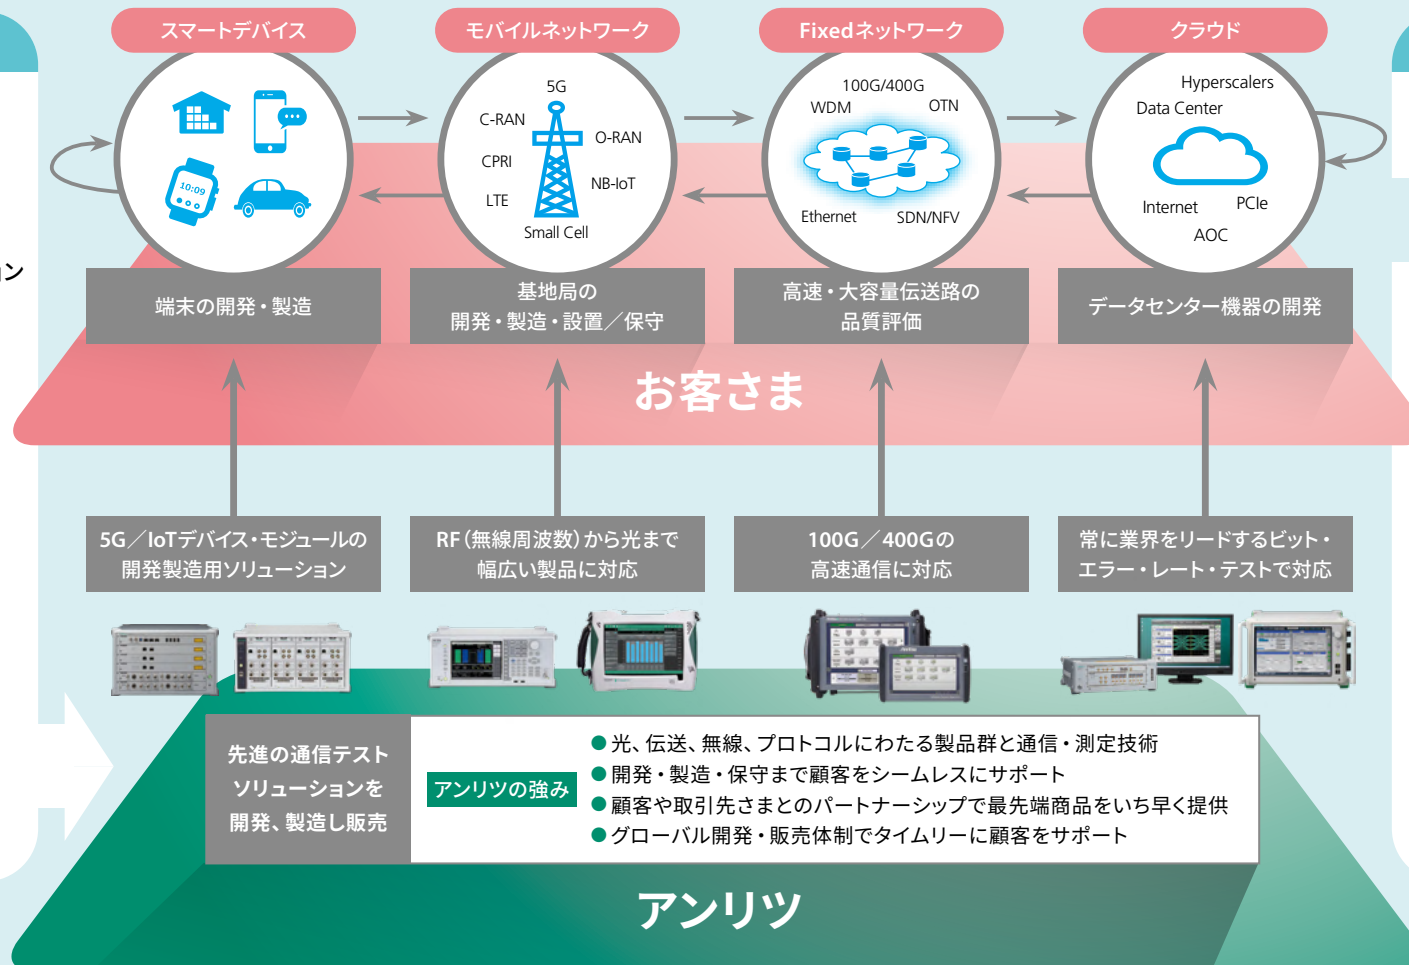 スマートデバイス
モバイルネットワーク
Fixedネットワーク
クラウド
10:09
5G
C-RAN
O-RAN
CPRI
NB-IoT
LTE
Small Cell
100G/400G
WDM
OTN
Ethernet
SDN/NFV
Hyperscalers
Data Center
Internet
PCIe
AOC
ョン
端末の開発・製造
基地局の
開発・製造・設置／保守
高速・大容量伝送路の
品質評価
データセンター機器の開発
お客さま
5G／IoTデバイス・モジュールの
開発製造用ソリューション
RF（無線周波数）から光まで
幅広い製品に対応
100G／400Gの
高速通信に対応
常に業界をリードするビット・
エラー・レート・テストで対応
先進の通信テスト
ソリューションを
開発、製造し販売
アンリツの強み
●光、伝送、無線、プロトコルにわたる製品群と通信・測定技術
●開発・製造・保守まで顧客をシームレスにサポート
●顧客や取引先さまとのパートナーシップで最先端商品をいち早く提供
●グローバル開発・販売体制でタイムリーに顧客をサポート
アンリツ